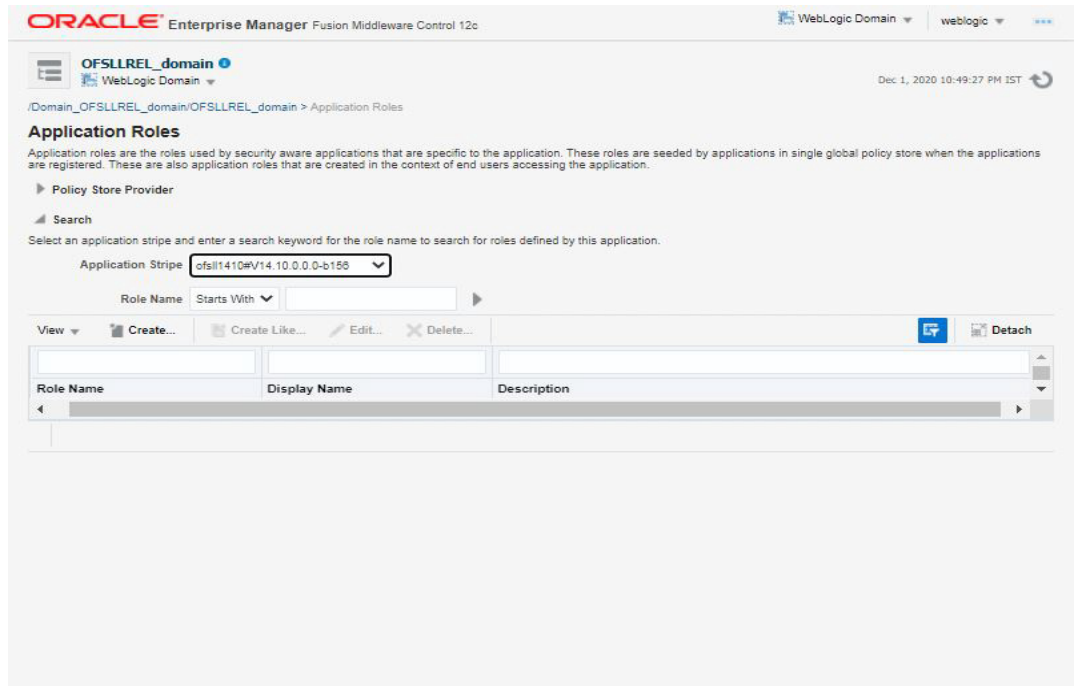 ORACLE® Enterprise Manager Fusion Middleware Control 12c
WebLogic Domain weblogic
OFSLLREL_domain
WebLogic Domain
Dec 1, 2020 10:49:27 PM IST
/Domain_OFSLLREL_domain/OFSLLREL_domain > Application Roles
Application Roles
Application roles are the roles used by security aware applications that are specific to the application. These roles are seeded by applications in single global policy store when the applications
are registered. These are also application roles that are created in the context of end users accessing the application.
Policy Store Provider
Search
Select an application stripe and enter a search keyword for the role name to search for roles defined by this application.
Application Stripe ofsll1410#V14.10.0.0.0-b156
Role Name Starts With
View Create... Create Like... Edit... Delete... Detach
Role Name Display Name Description